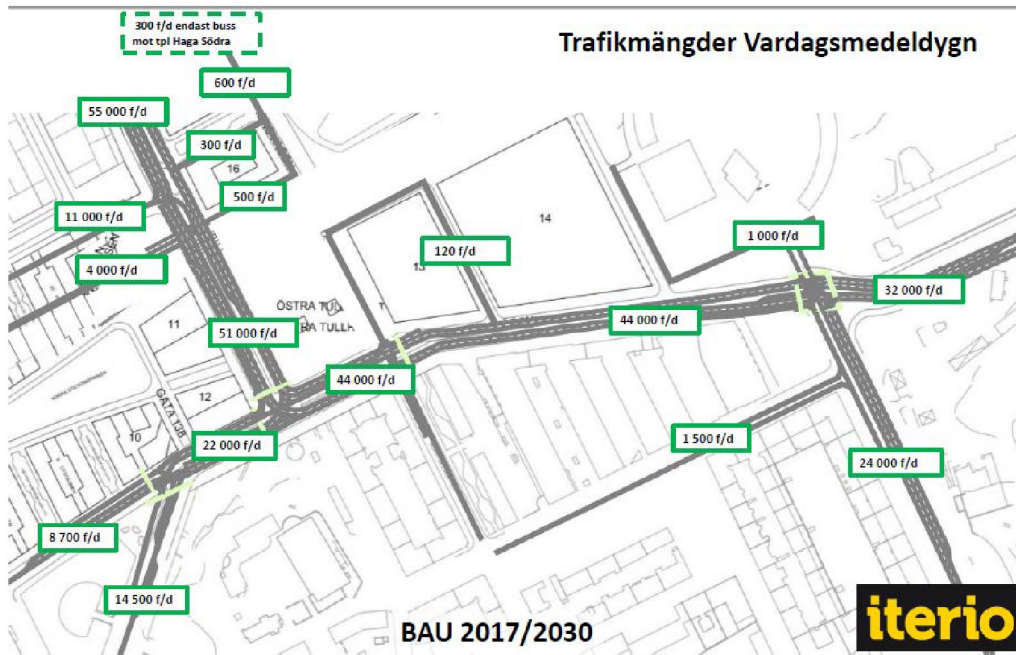 300 f/d endast buss
mot tpl Haga Södra
Trafikmängder Vardagsmedeldygn
600 f/d
55 000 f/d
300 f/d
16
500 f/d
11 000 f/d
14
1 000 f/d
120 f/d
4 000 f/d
13
32 000 f/d
ÖSTRA TULL
11
51 000 f/d
44 000 f/d
44 000 f/d
12
GATA 138
10
22 000 f/d
1 500 f/d
24 000 f/d
8 700 f/d
14 500 f/d
BAU 2017/2030
iterio